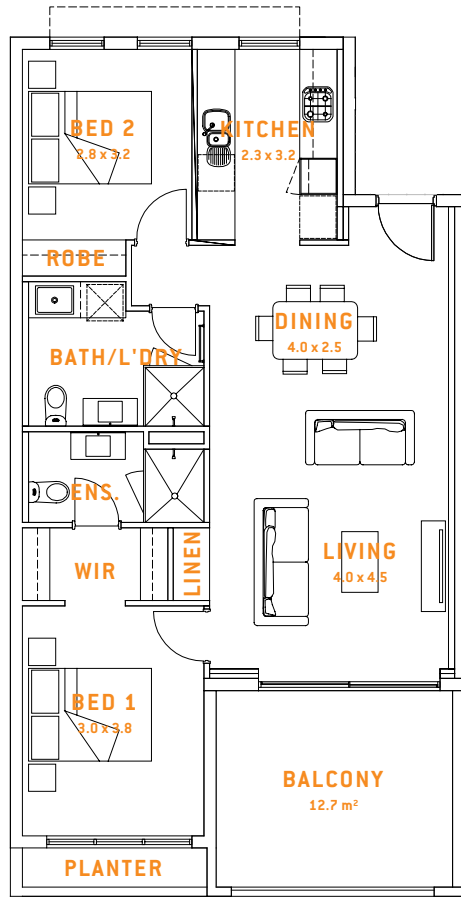 BED 2
2.8 x 3.2
KITCHEN
2.3 x 3.2
ROBE
DINING
4.0 x 2.5
BATH/L'DRY
ENS.
LIVING
4.0 x 4.5
WIR
LINEN
BED 1
3.0 x 3.8
BALCONY
12.7 m²
PLANTER